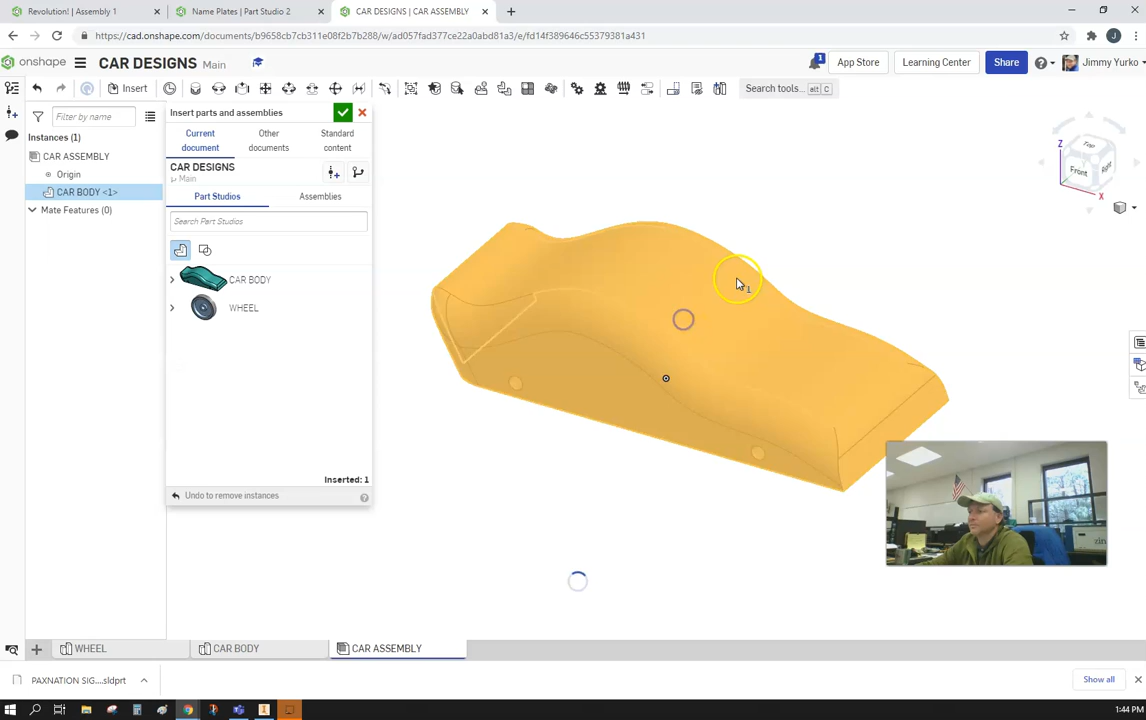 Revolution! | Assembly 1
Name Plates | Part Studio 2
CAR DESIGNS | CAR ASSEMBLY
https://cad.onshape.com/documents/b9658cb7cb311e08f2b7b288/w/ad057fad377ce22a0abd81a3/e/fd14f389646c55379381a431
onshape
CAR DESIGNS
Main
1
App Store
Learning Center
Share
Jimmy Yurko
Insert
Search tools...
alt
C
Filter by name
Instances (1)
CAR ASSEMBLY
Origin
CAR BODY <1>
Mate Features (0)
Insert parts and assemblies
Current document
Other documents
Standard content
CAR DESIGNS
Main
Part Studios
Assemblies
Search Part Studios
CAR BODY
WHEEL
Inserted: 1
Undo to remove instances
1
Top
Front
Right
Z
X
WHEEL
CAR BODY
CAR ASSEMBLY
PAXNATION SIG....sldprt
Show all
1:44 PM